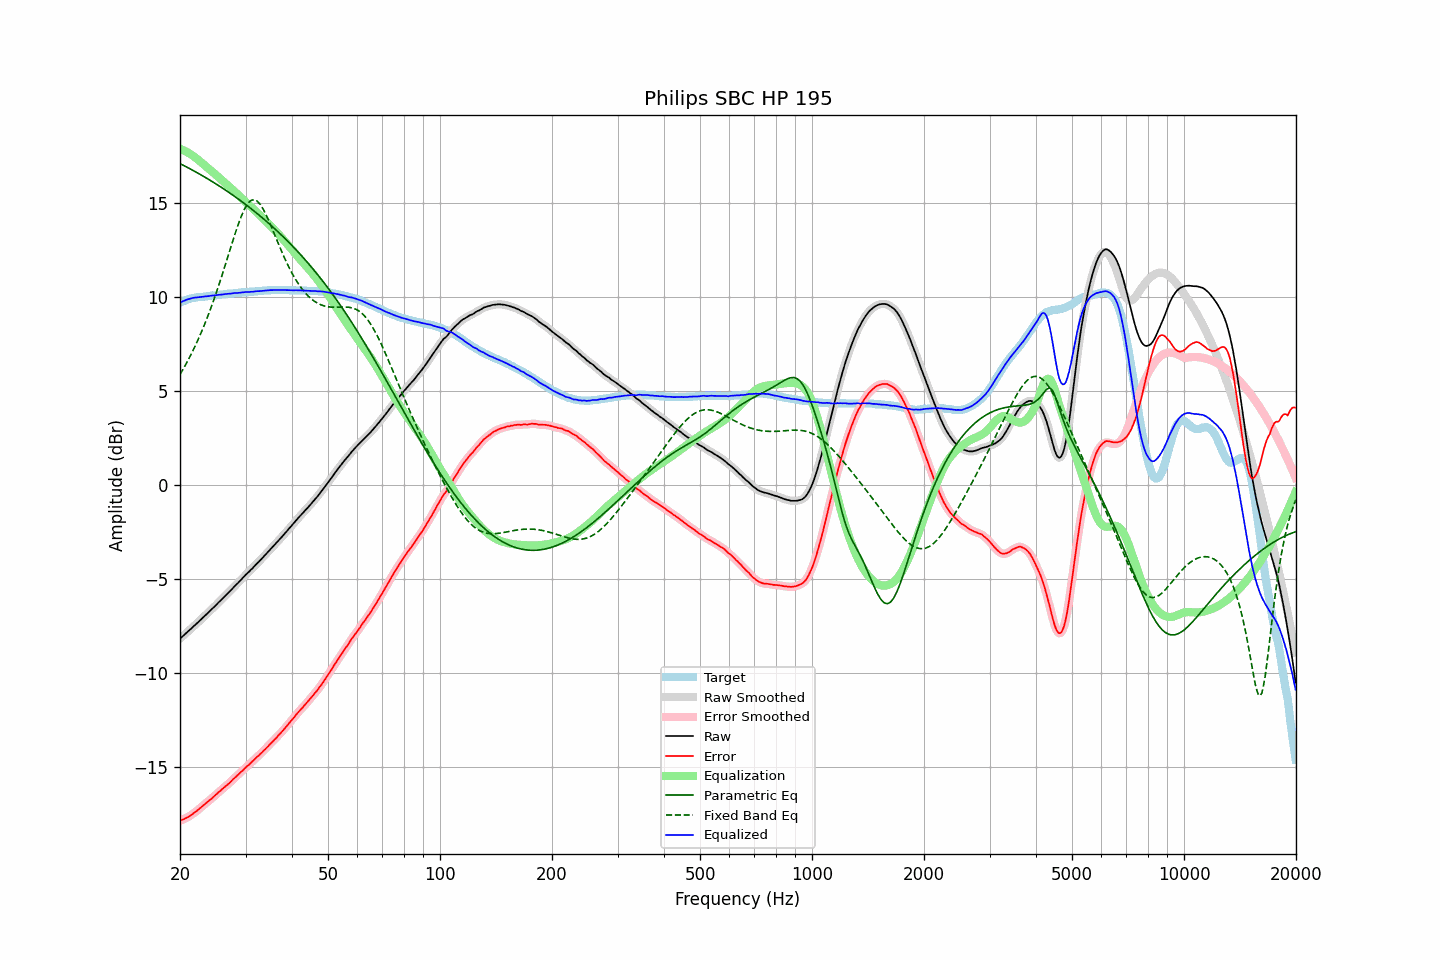 Philips SBC HP 195
Amplitude (dBr)
15
10
5
0
−5
−10
−15
20
50
100
200
500
1000
2000
5000
10000
20000
Frequency (Hz)
Target
Raw Smoothed
Error Smoothed
Raw
Error
Equalization
Parametric Eq
Fixed Band Eq
Equalized